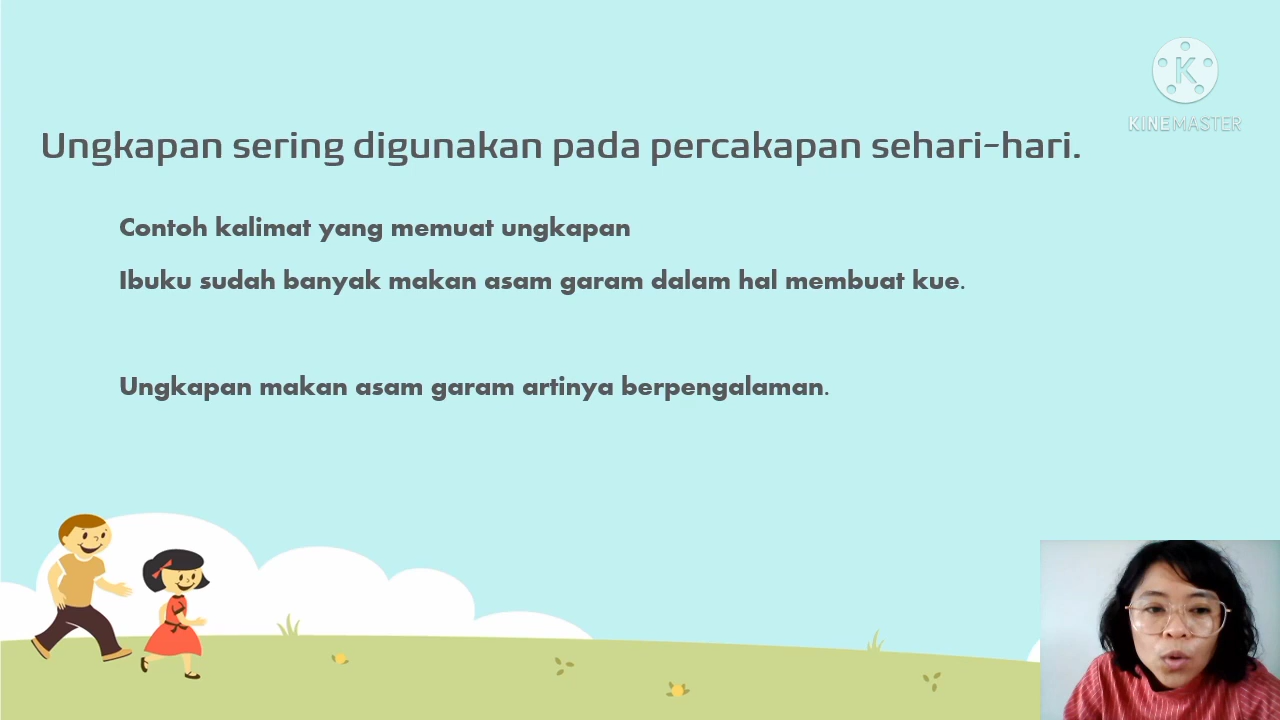 K
KINEMASTER
Ungkapan sering digunakan pada percakapan sehari-hari.
Contoh kalimat yang memuat ungkapan
Ibuku sudah banyak makan asam garam dalam hal membuat kue.
Ungkapan makan asam garam artinya berpengalaman.